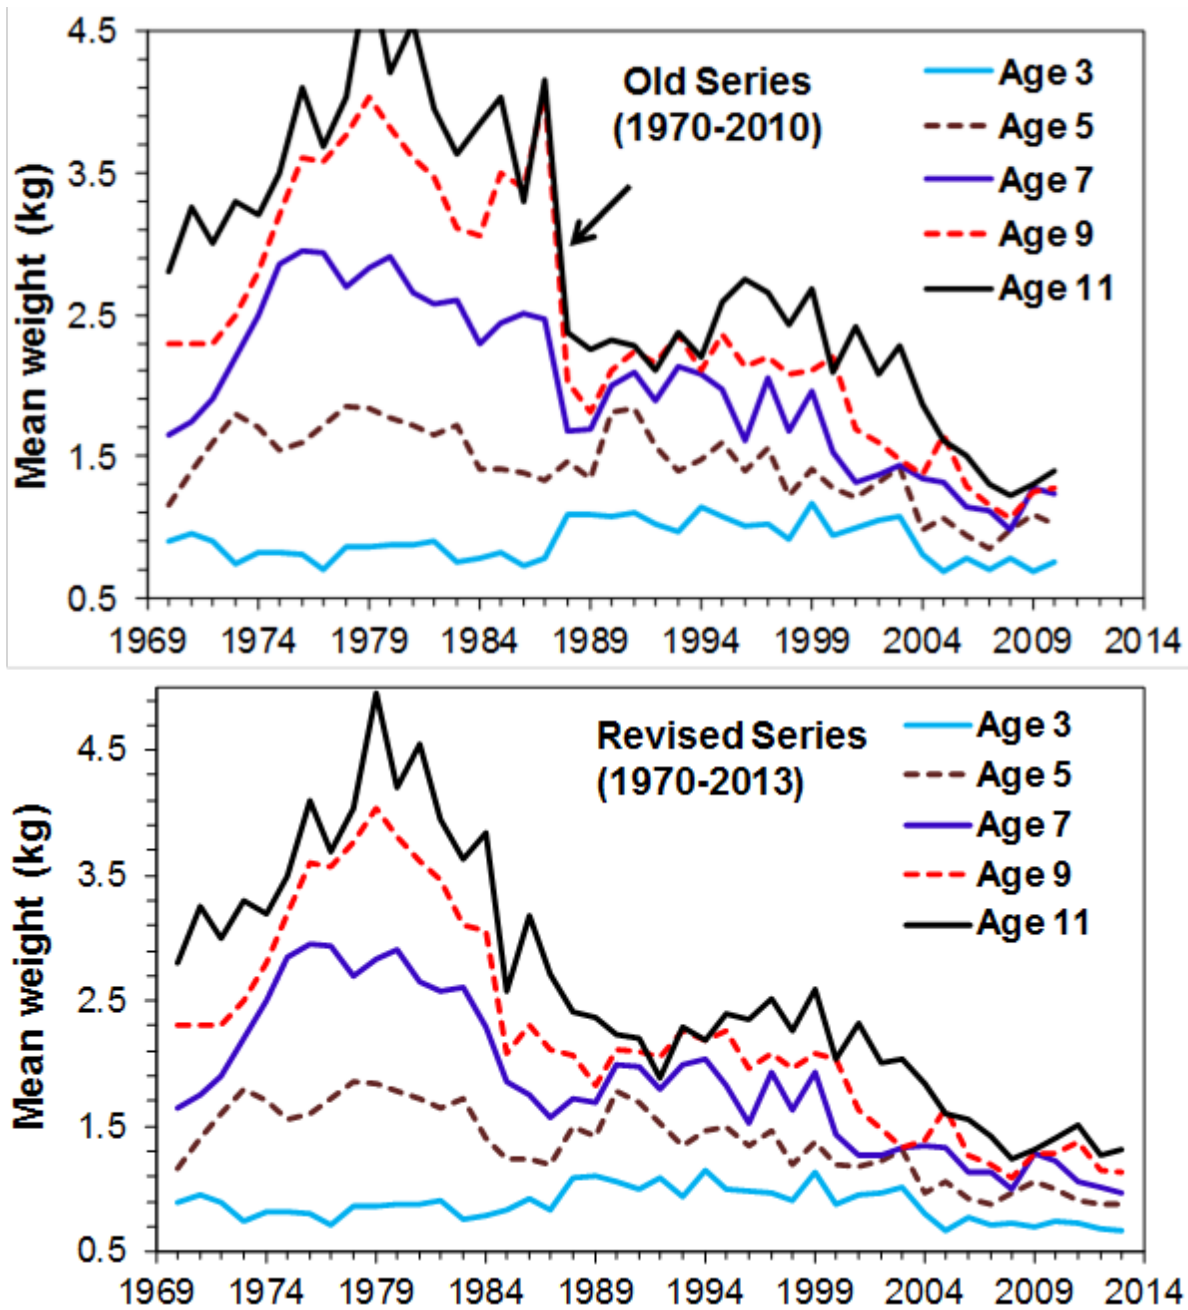 4.5
3.5
2.5
1.5
0.5
Mean weight (kg)
Old Series
(1970-2010)
Age 3
Age 5
Age 7
Age 9
Age 11
1969 1974 1979 1984 1989 1994 1999 2004 2009 2014
4.5
3.5
2.5
1.5
0.5
Mean weight (kg)
Revised Series
(1970-2013)
Age 3
Age 5
Age 7
Age 9
Age 11
1969 1974 1979 1984 1989 1994 1999 2004 2009 2014